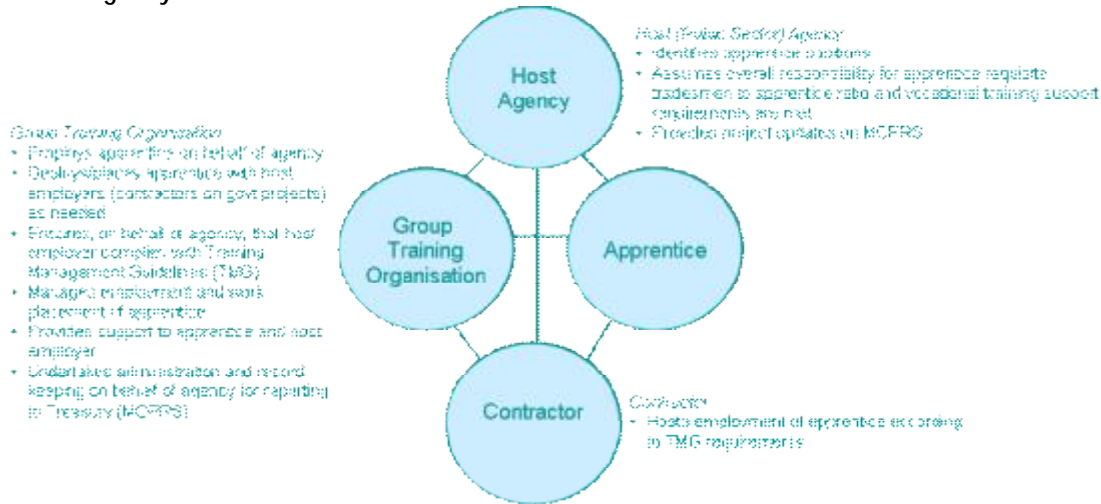 Host
Agency
Host (Public Sector) Agency
• Identifies apprentice positions
• Assumes overall responsibility for apprentice requisite
tradesmen to apprentice ratio and vocational training support
requirements are met
• Provides project updates on MCPRS
Group Training Organisation
• Employs apprentice on behalf of agency
• Deploys/places apprentice with host
employers (contractors on govt projects)
as needed
• Ensures, on behalf of agency, that host
employer complies with Training
Management Guidelines (TMG)
• Manages employment and work
placement of apprentice
• Provides support to apprentice and host
employer
• Undertakes administration and record
keeping on behalf of agency for reporting
to Treasury (MCPRS)
Group
Training
Organisation
Apprentice
Contractor
Contractor
• Hosts employment of apprentice according
to TMG requirements